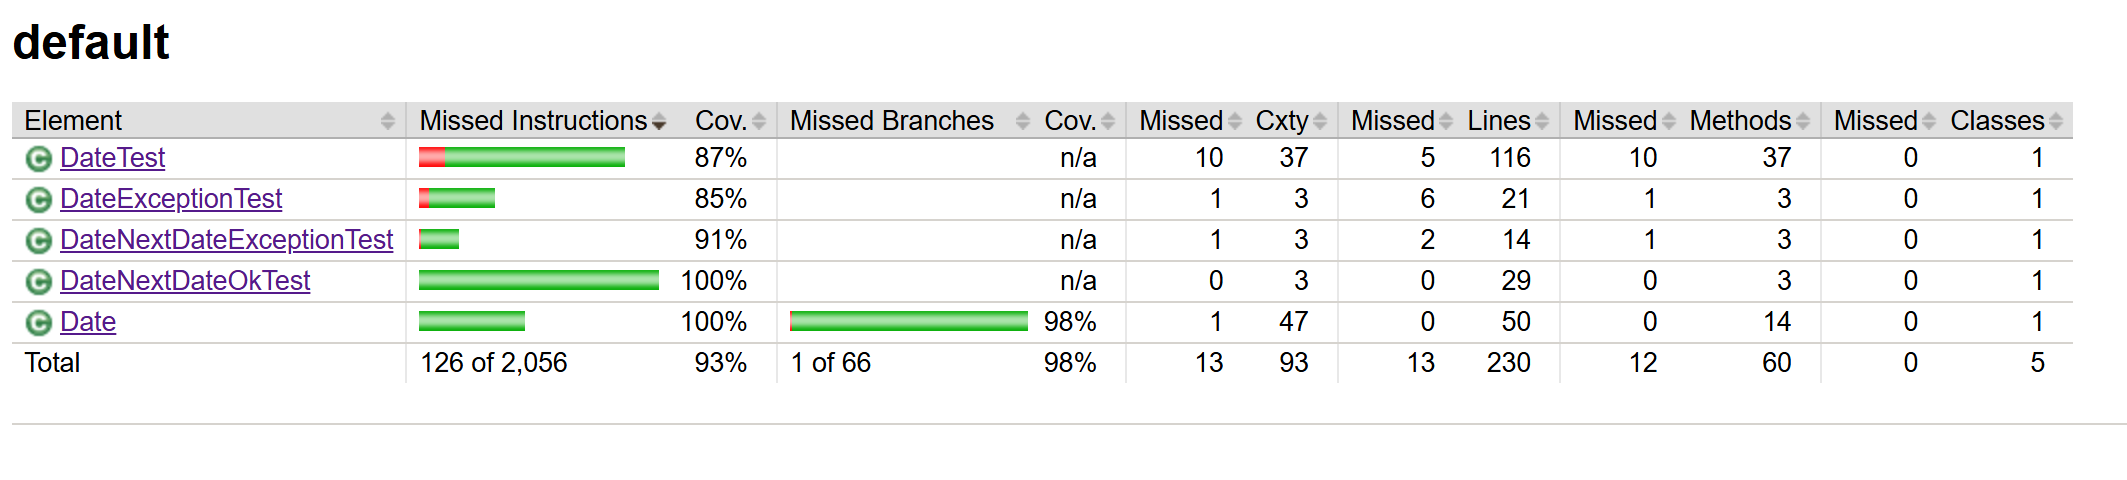 default
Element Missed Instructions Cov. Missed Branches Cov. Missed Cxty Missed Lines Missed Methods Missed Classes
DateTest 87% n/a 10 37 5 116 10 37 0 1
DateExceptionTest 85% n/a 1 3 6 21 1 3 0 1
DateNextDateExceptionTest 91% n/a 1 3 2 14 1 3 0 1
DateNextDateOkTest 100% n/a 0 3 0 29 0 3 0 1
Date 100% 98% 1 47 0 50 0 14 0 1
Total 126 of 2,056 93% 1 of 66 98% 13 93 13 230 12 60 0 5